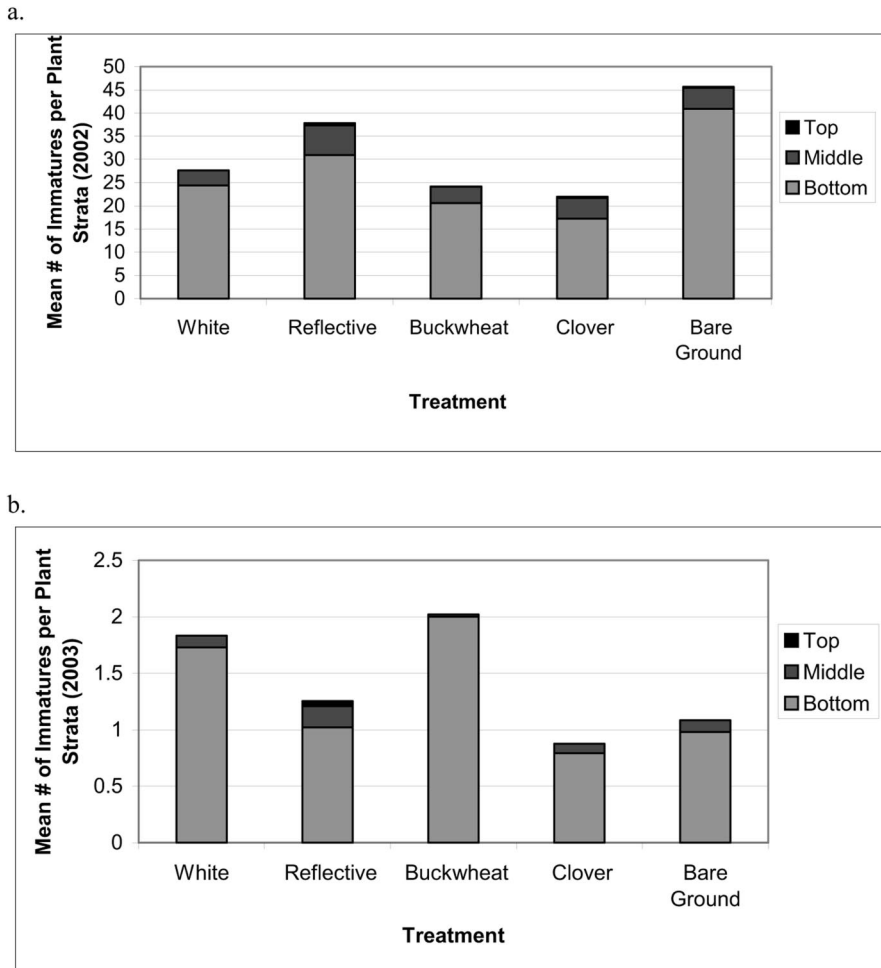 a.
Mean # of Immatures per Plant
Strata (2002)
50
45
40
35
30
25
20
15
10
5
0
White Reflective Buckwheat Clover Bare
Ground
Treatment
Top
Middle
Bottom
b.
Mean # of Immatures per Plant
Strata (2003)
2.5
2
1.5
1
0.5
0
White Reflective Buckwheat Clover Bare
Ground
Treatment
Top
Middle
Bottom